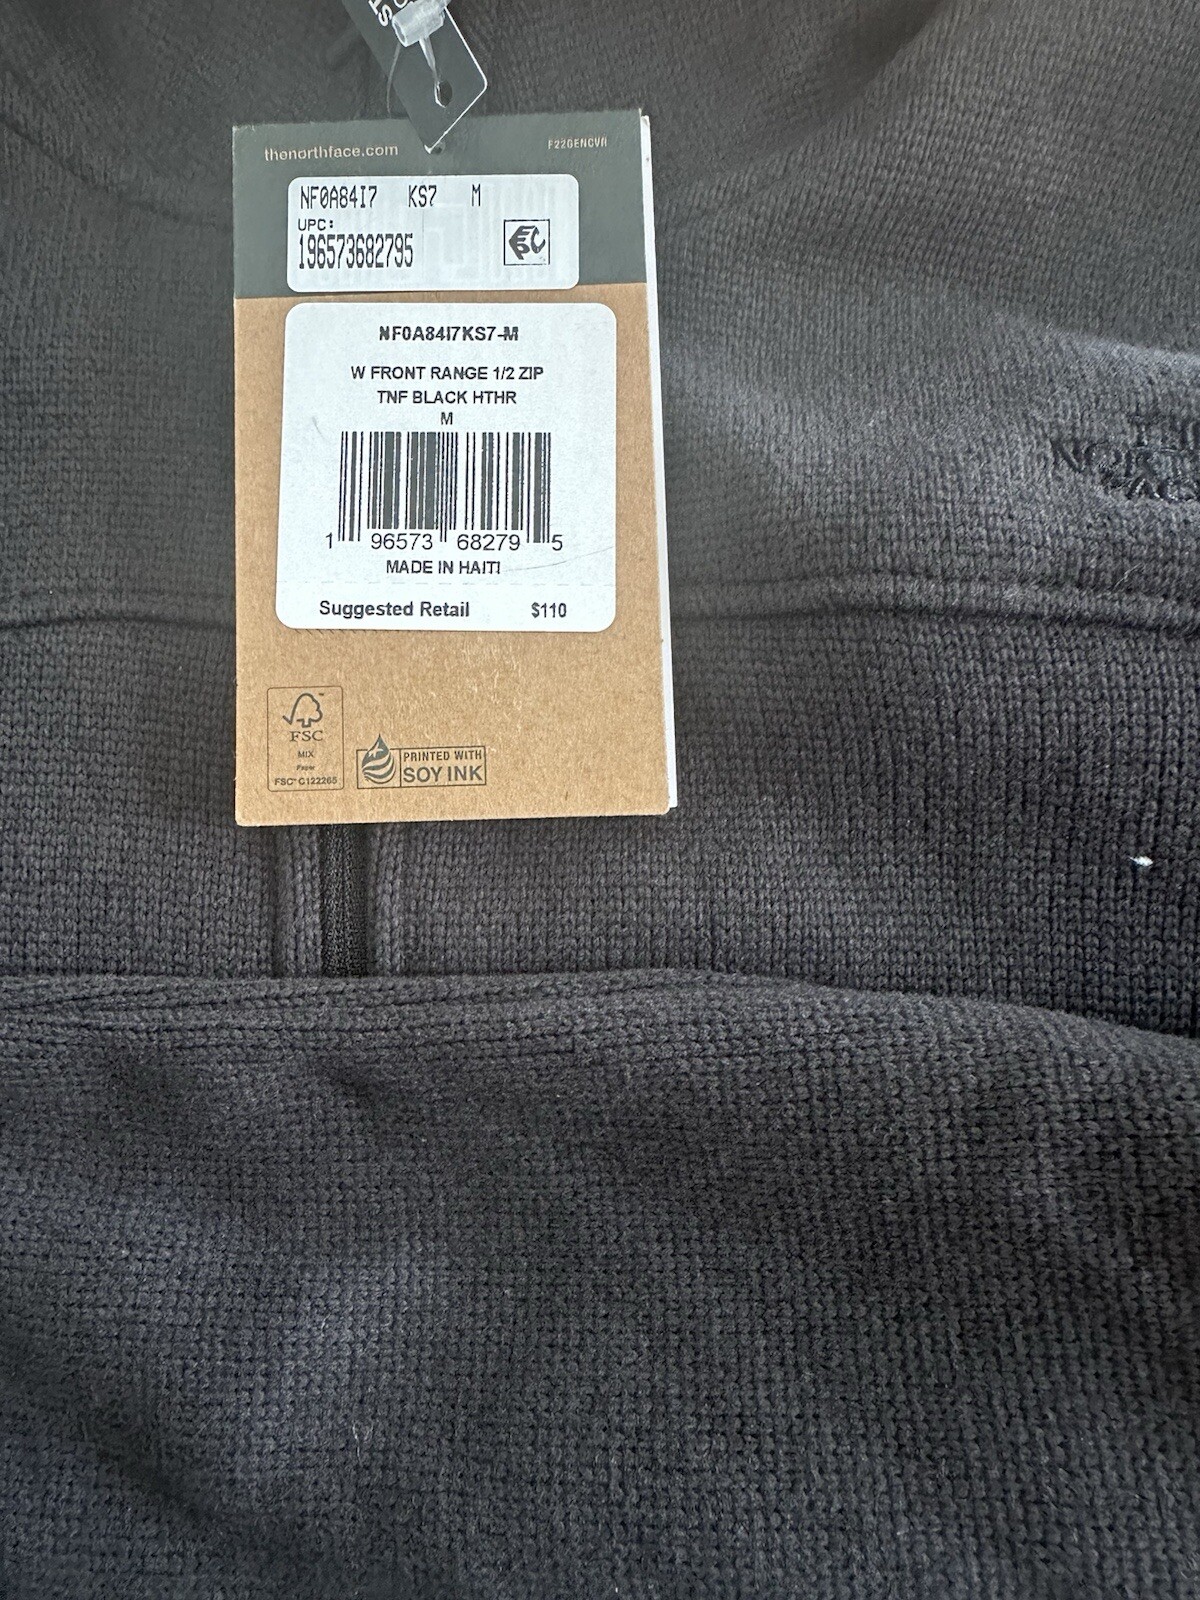 thenorthface.com
F22GENCVR
NF0A84I7 KS7 M
UPC:
196573682795
NF0A84I7KS7-M
W FRONT RANGE 1/2 ZIP
TNF BLACK HTHR
M
1 96573 68279 5
MADE IN HAITI
Suggested Retail $110
FSC
MIX
Paper
FSC® C122265
PRINTED WITH
SOY INK